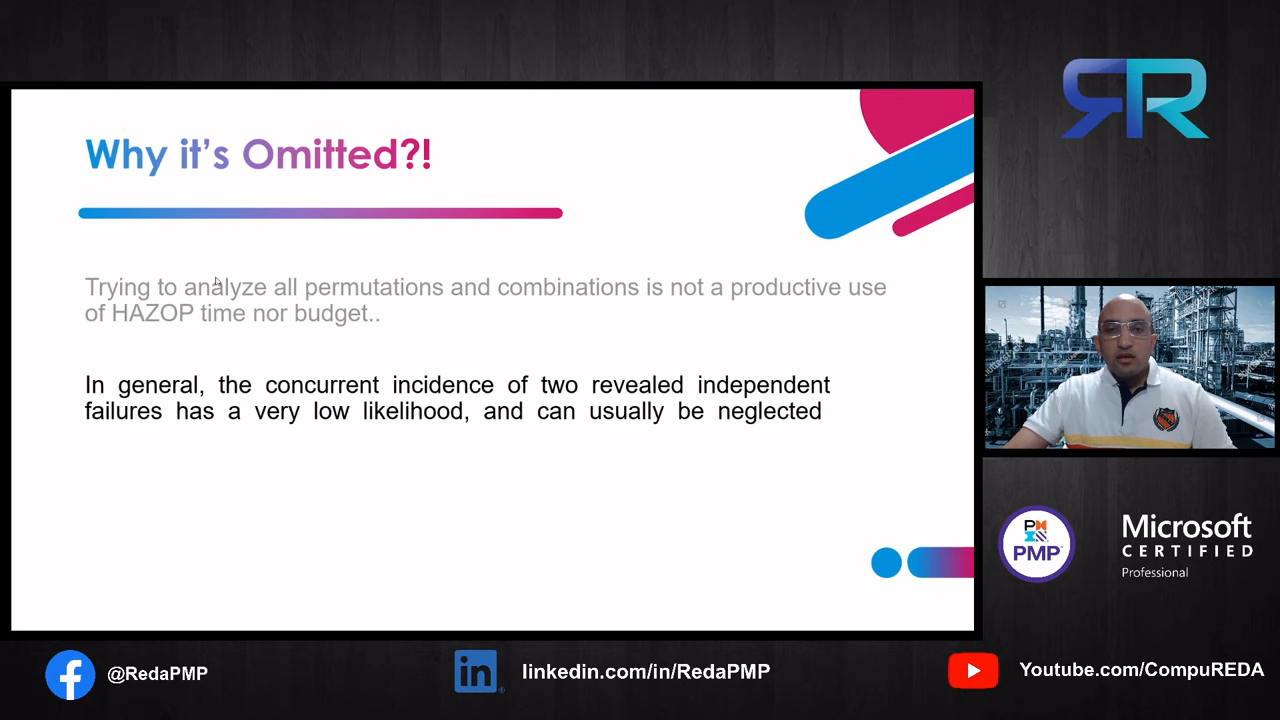 Why it's Omitted?!
Trying to analyze all permutations and combinations is not a productive use
of HAZOP time nor budget..
In general, the concurrent incidence of two revealed independent
failures has a very low likelihood, and can usually be neglected
RR
PMP
Microsoft
CERTIFIED
Professional
@RedaPMP
in
linkedin.com/in/RedaPMP
Youtube.com/CompuREDA